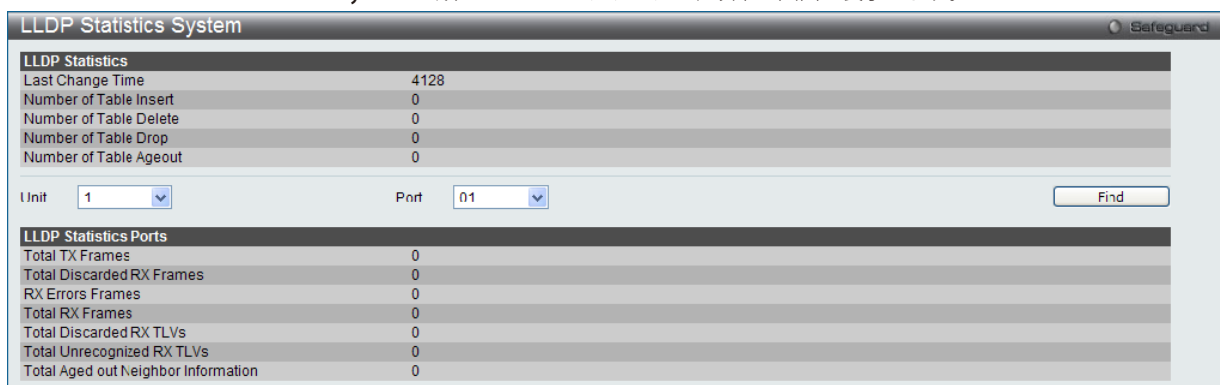 LLDP Statistics System Safeguard
LLDP Statistics
Last Change Time 4128
Number of Table Insert 0
Number of Table Delete 0
Number of Table Drop 0
Number of Table Ageout 0
Unit 1 Port 01 Find
LLDP Statistics Ports
Total TX Frames 0
Total Discarded RX Frames 0
RX Errors Frames 0
Total RX Frames 0
Total Discarded RX TLVs 0
Total Unrecognized RX TLVs 0
Total Aged out Neighbor Information 0